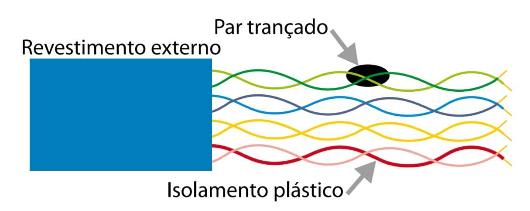 Par trançado
Revestimento externo
Isolamento plástico